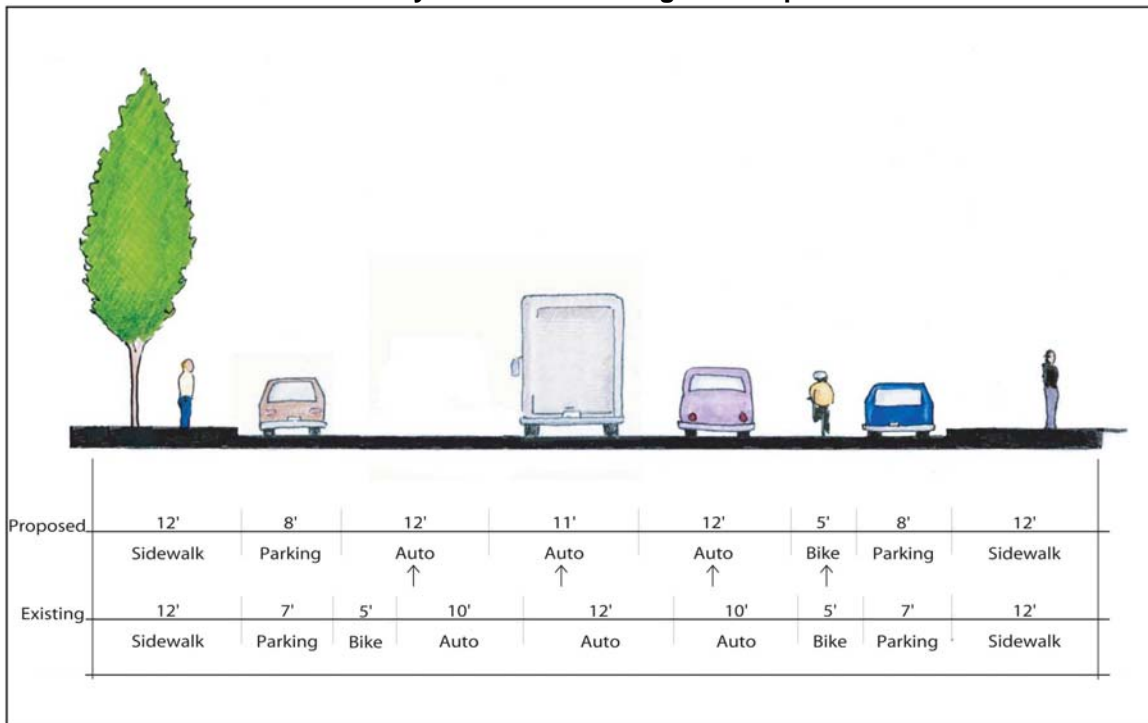 Proposed 12' 8' 12' 11' 12' 5' 8' 12'
Sidewalk Parking Auto Auto Auto Bike Parking Sidewalk
Existing 12' 7' 5' 10' 12' 10' 5' 7' 12'
Sidewalk Parking Bike Auto Auto Auto Bike Parking Sidewalk